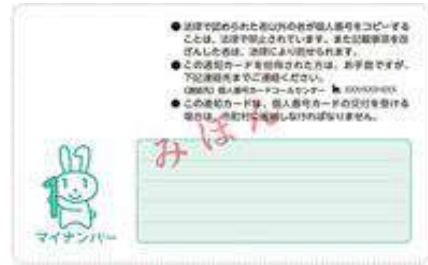 ● 法律で認められた者以外の者が個人番号をコピーする
ことは、法律で禁止されています。また記載事項を改
ざんした者は、法律により罰せられます。
● この通知カードを拾得された方は、お手数ですが、
下記連絡先までご連絡ください。
(連絡先) 個人番号カードコールセンター
● この通知カードは、個人番号カードの交付を受ける
場合は、市町村に返納しなければなりません。
みほん
マイナンバー